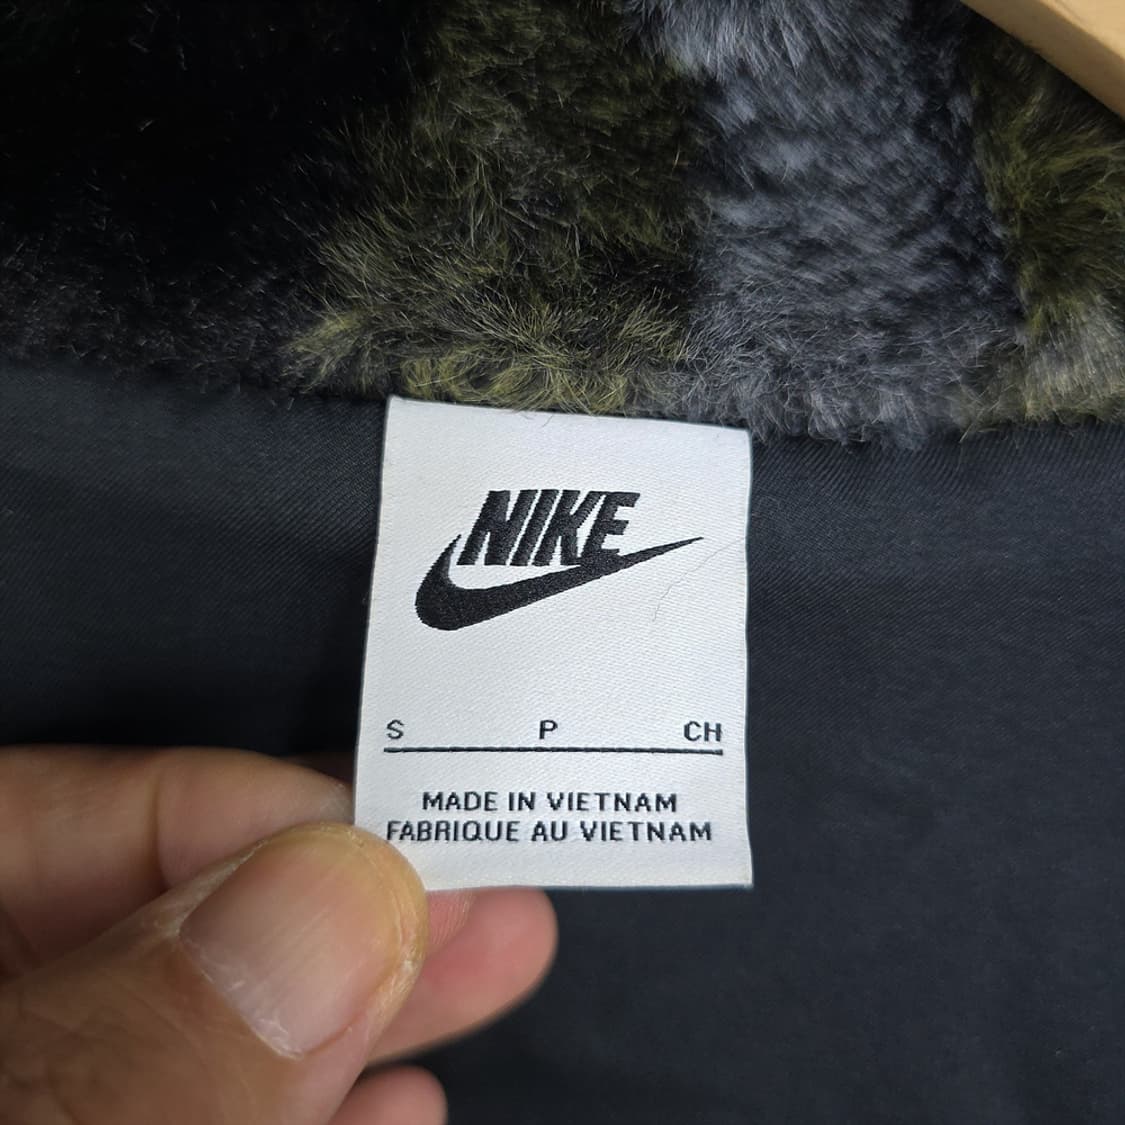 NIKE
S P CH
MADE IN VIETNAM
FABRIQUE AU VIETNAM